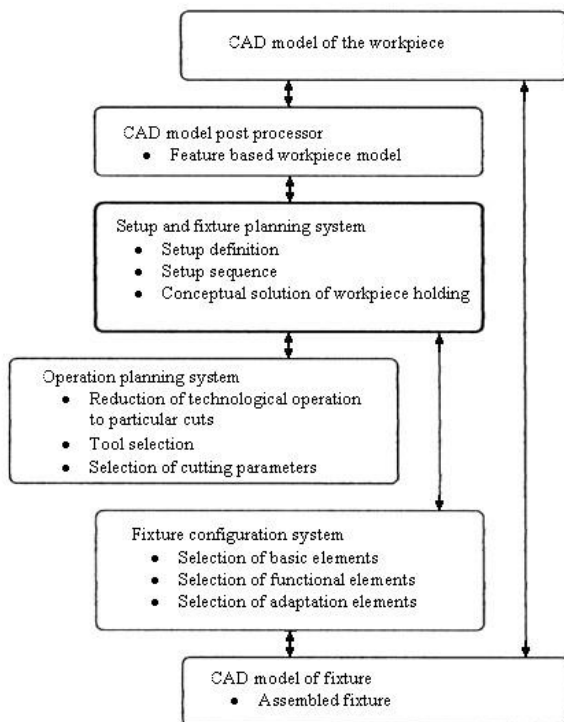 CAD model of the workpiece
CAD model post processor
● Feature based workpiece model
Setup and fixture planning system
● Setup definition
● Setup sequence
● Conceptual solution of workpiece holding
Operation planning system
● Reduction of technological operation
to particular cuts
● Tool selection
● Selection of cutting parameters
Fixture configuration system
● Selection of basic elements
● Selection of functional elements
● Selection of adaptation elements
CAD model of fixture
● Assembled fixture